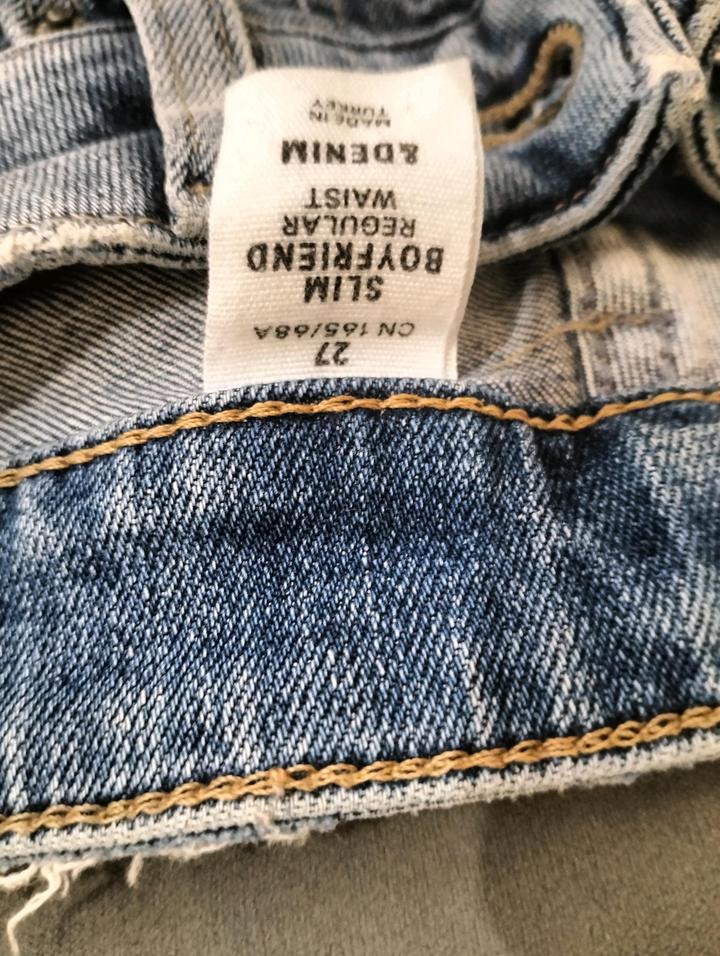 27
CN 165/68A
SLIM
BOYFRIEND
REGULAR
WAIST
&DENIM
MADE IN
TURKEY